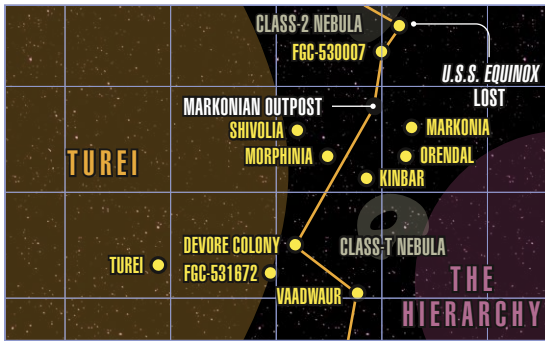 CLASS-2 NEBULA
FGC-530007
U.S.S. EQUINOX
LOST
MARKONIAN OUTPOST
SHIVOLIA
MARKONIA
MORPHINIA
ORENDAL
TUREI
KINBAR
DEVORE COLONY
CLASS-T NEBULA
TUREI
FGC-531672
VAADWAUR
THE
HIERARCHY